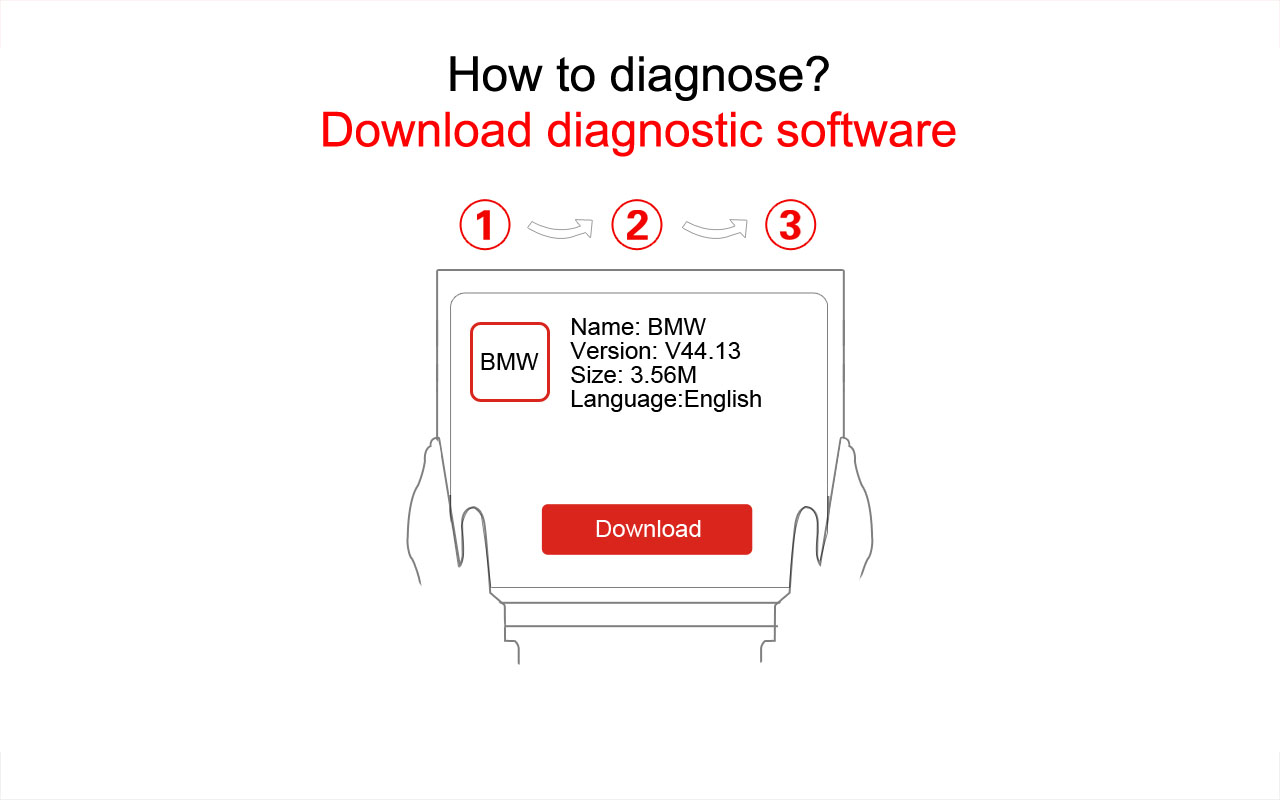 How to diagnose?
Download diagnostic software
1 2 3
BMW
Name: BMW
Version: V44.13
Size: 3.56M
Language:English
Download